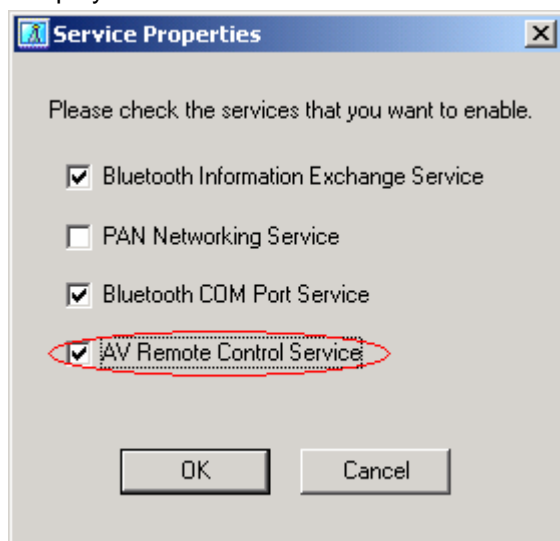 Service Properties
Please check the services that you want to enable.
Bluetooth Information Exchange Service
PAN Networking Service
Bluetooth COM Port Service
AV Remote Control Service
OK
Cancel